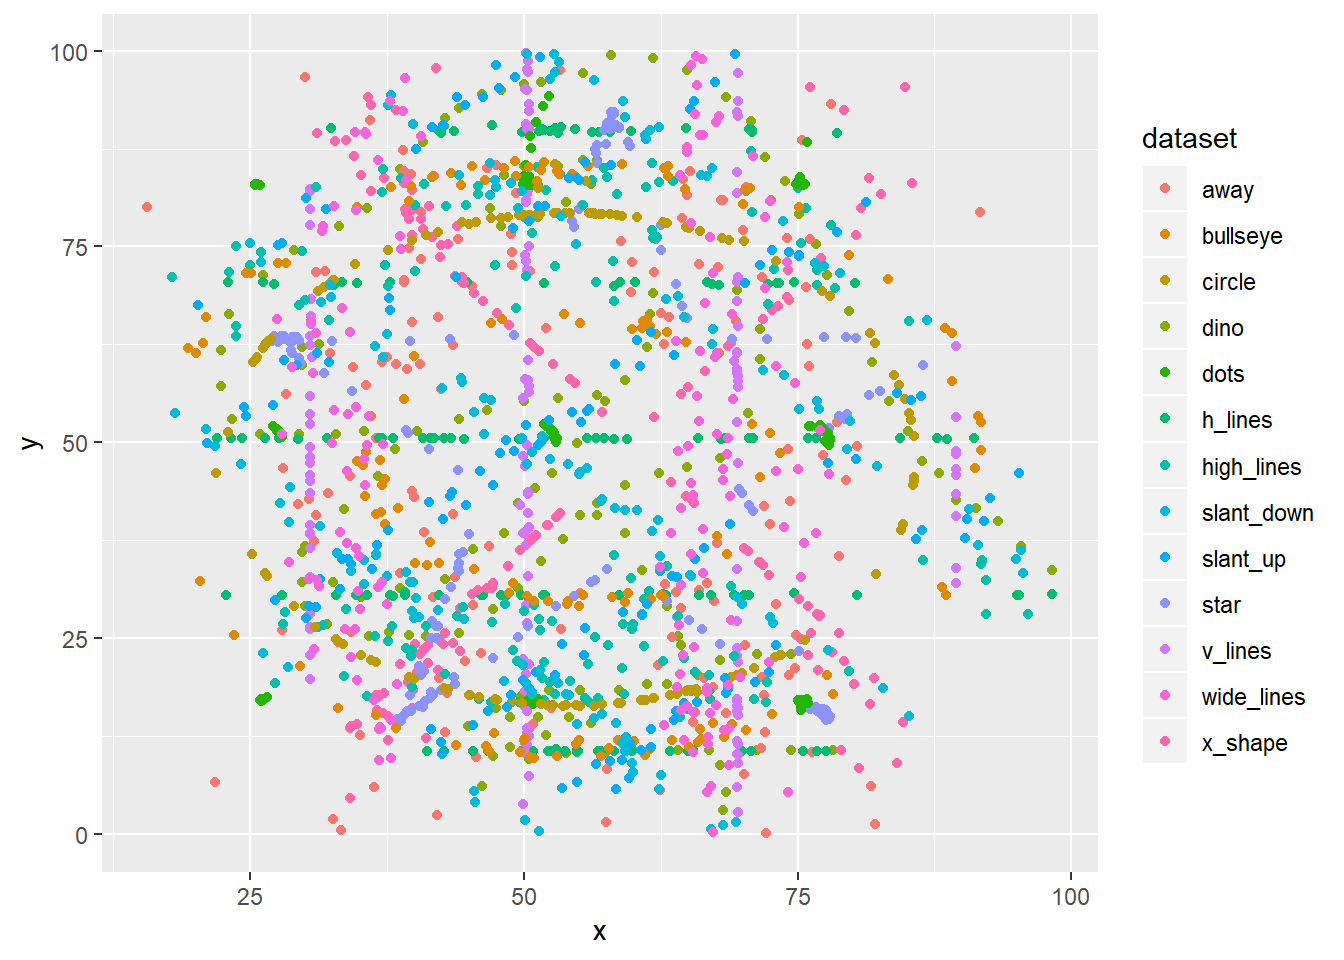 100
75
50
25
0
y
25
50
75
100
x
dataset
away
bullseye
circle
dino
dots
h_lines
high_lines
slant_down
slant_up
star
v_lines
wide_lines
x_shape